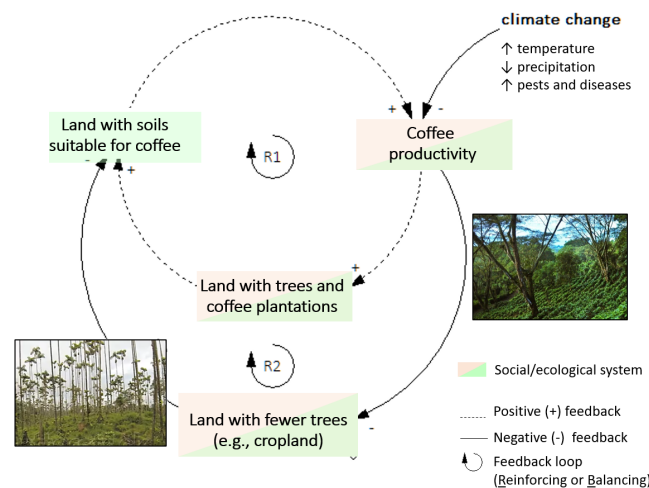 climate change
↑ temperature
↓ precipitation
↑ pests and diseases
+
-
Land with soils
suitable for coffee
-
+
R1
Coffee
productivity
+
Land with trees and
coffee plantations
R2
Social/ecological system
Land with fewer trees
(e.g., cropland)
-
Positive (+) feedback
Negative (-) feedback
Feedback loop
(Reinforcing or Balancing)